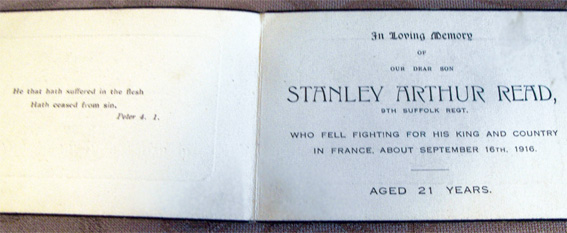 He that hath suffered in the flesh
Hath ceased from sin.
Peter 4. 1.
In Loving Memory
OF
OUR DEAR SON
STANLEY ARTHUR READ,
9TH SUFFOLK REGT.
WHO FELL FIGHTING FOR HIS KING AND COUNTRY
IN FRANCE, ABOUT SEPTEMBER 16TH, 1916.
AGED 21 YEARS.